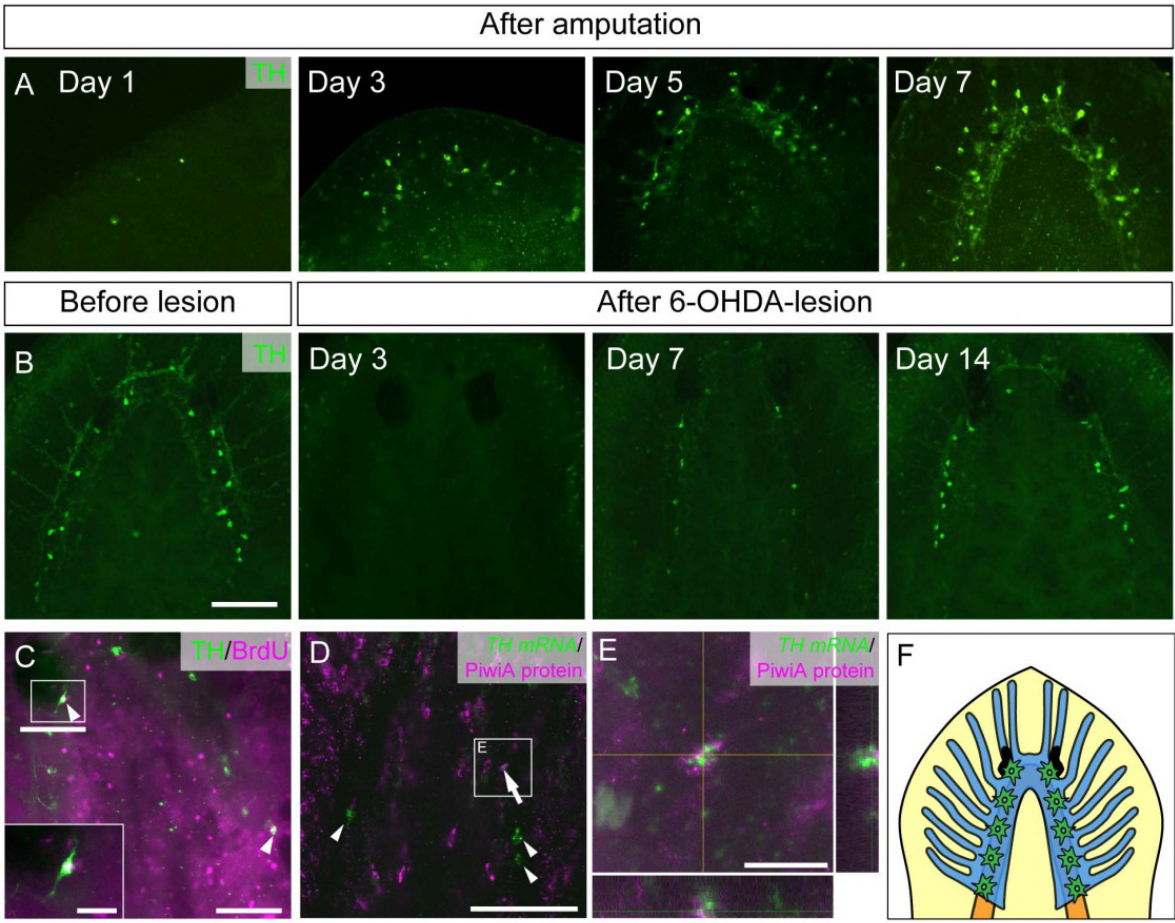 After amputation
A Day 1 TH Day 3 Day 5 Day 7
Before lesion After 6-OHDA-lesion
B TH Day 3 Day 7 Day 14
C TH/BrdU D TH mRNA/ E TH mRNA/ F
PiwiA protein PiwiA protein
E